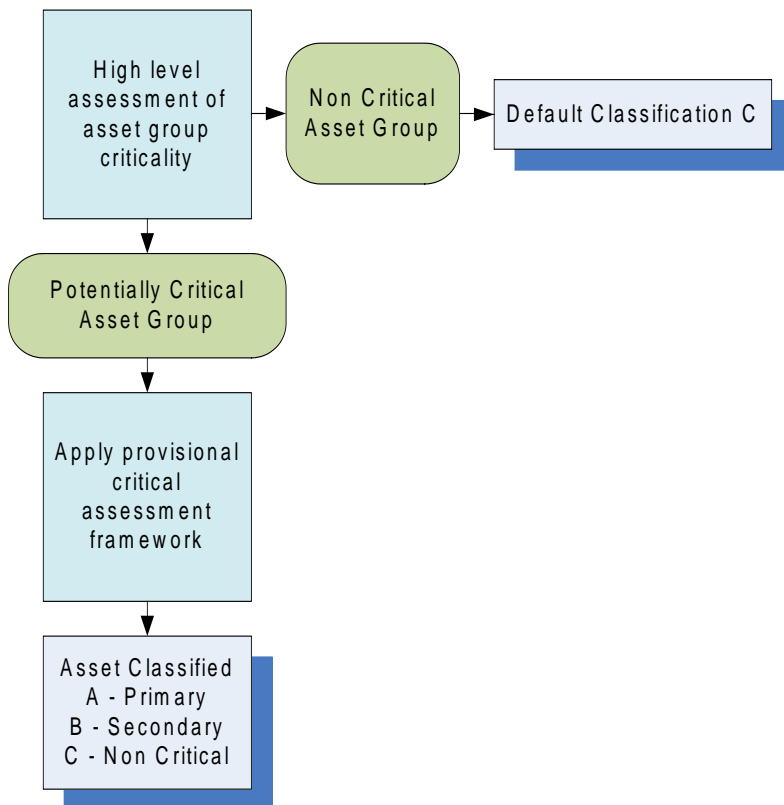 High level
assessment of
asset group
criticality
Non Critical
Asset Group
Default Classification C
Potentially Critical
Asset Group
Apply provisional
critical
assessment
framework
Asset Classified
A - Primary
B - Secondary
C - Non Critical